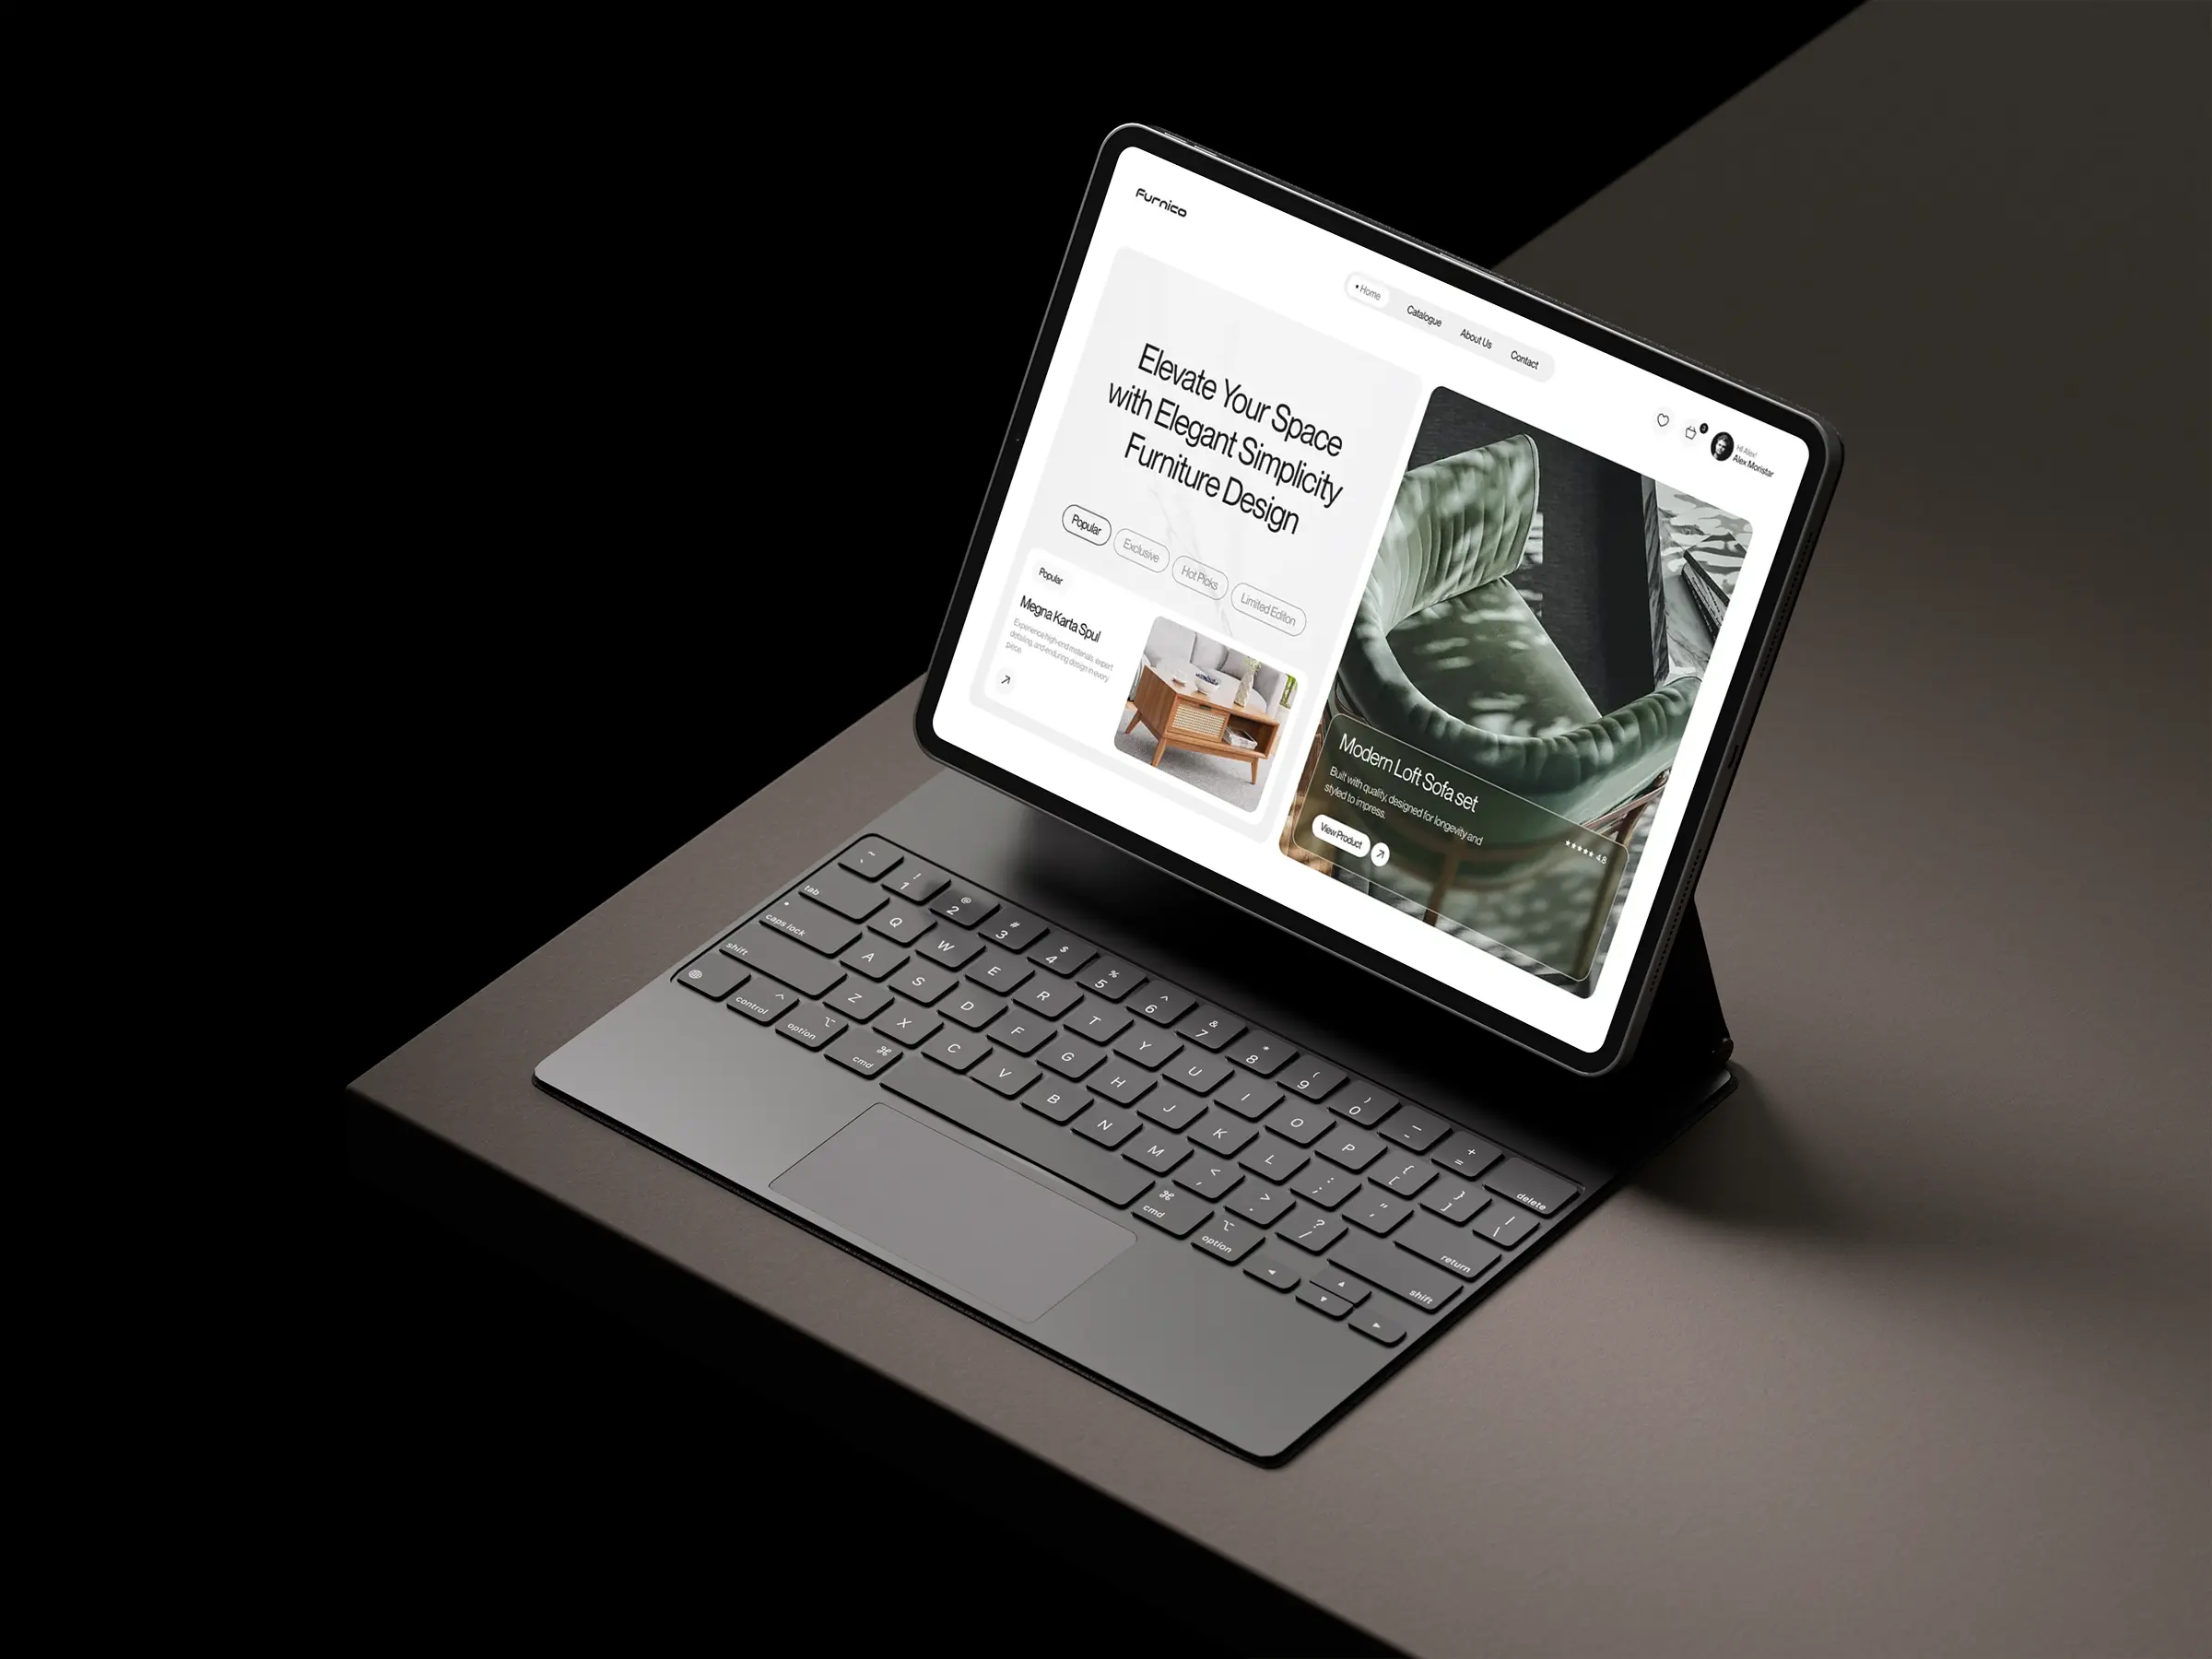 Furnico
Home
Catalogue
About Us
Contact
Hi Alex!
Alex Moristar
Elevate Your Space
with Elegant Simplicity
Furniture Design
Popular
Exclusive
Hot Picks
Limited Editon
Popular
Megna Karta Spul
Experience high-end materials, expert
detailing, and enduring design in every
piece.
Modern Loft Sofa set
Built with quality, designed for longevity and
styled to impress.
View Product
★★★★★ 4.8
~ `
! 1
@ 2
# 3
$ 4
% 5
^ 6
& 7
* 8
( 9
) 0
_ -
+ =
delete
tab
Q W E R T Y U I O P { [ } ] | \
caps lock
A S D F G H J K L : ; " '
return
shift
Z X C V B N M < , > . ? /
shift
control
option
cmd
cmd
option